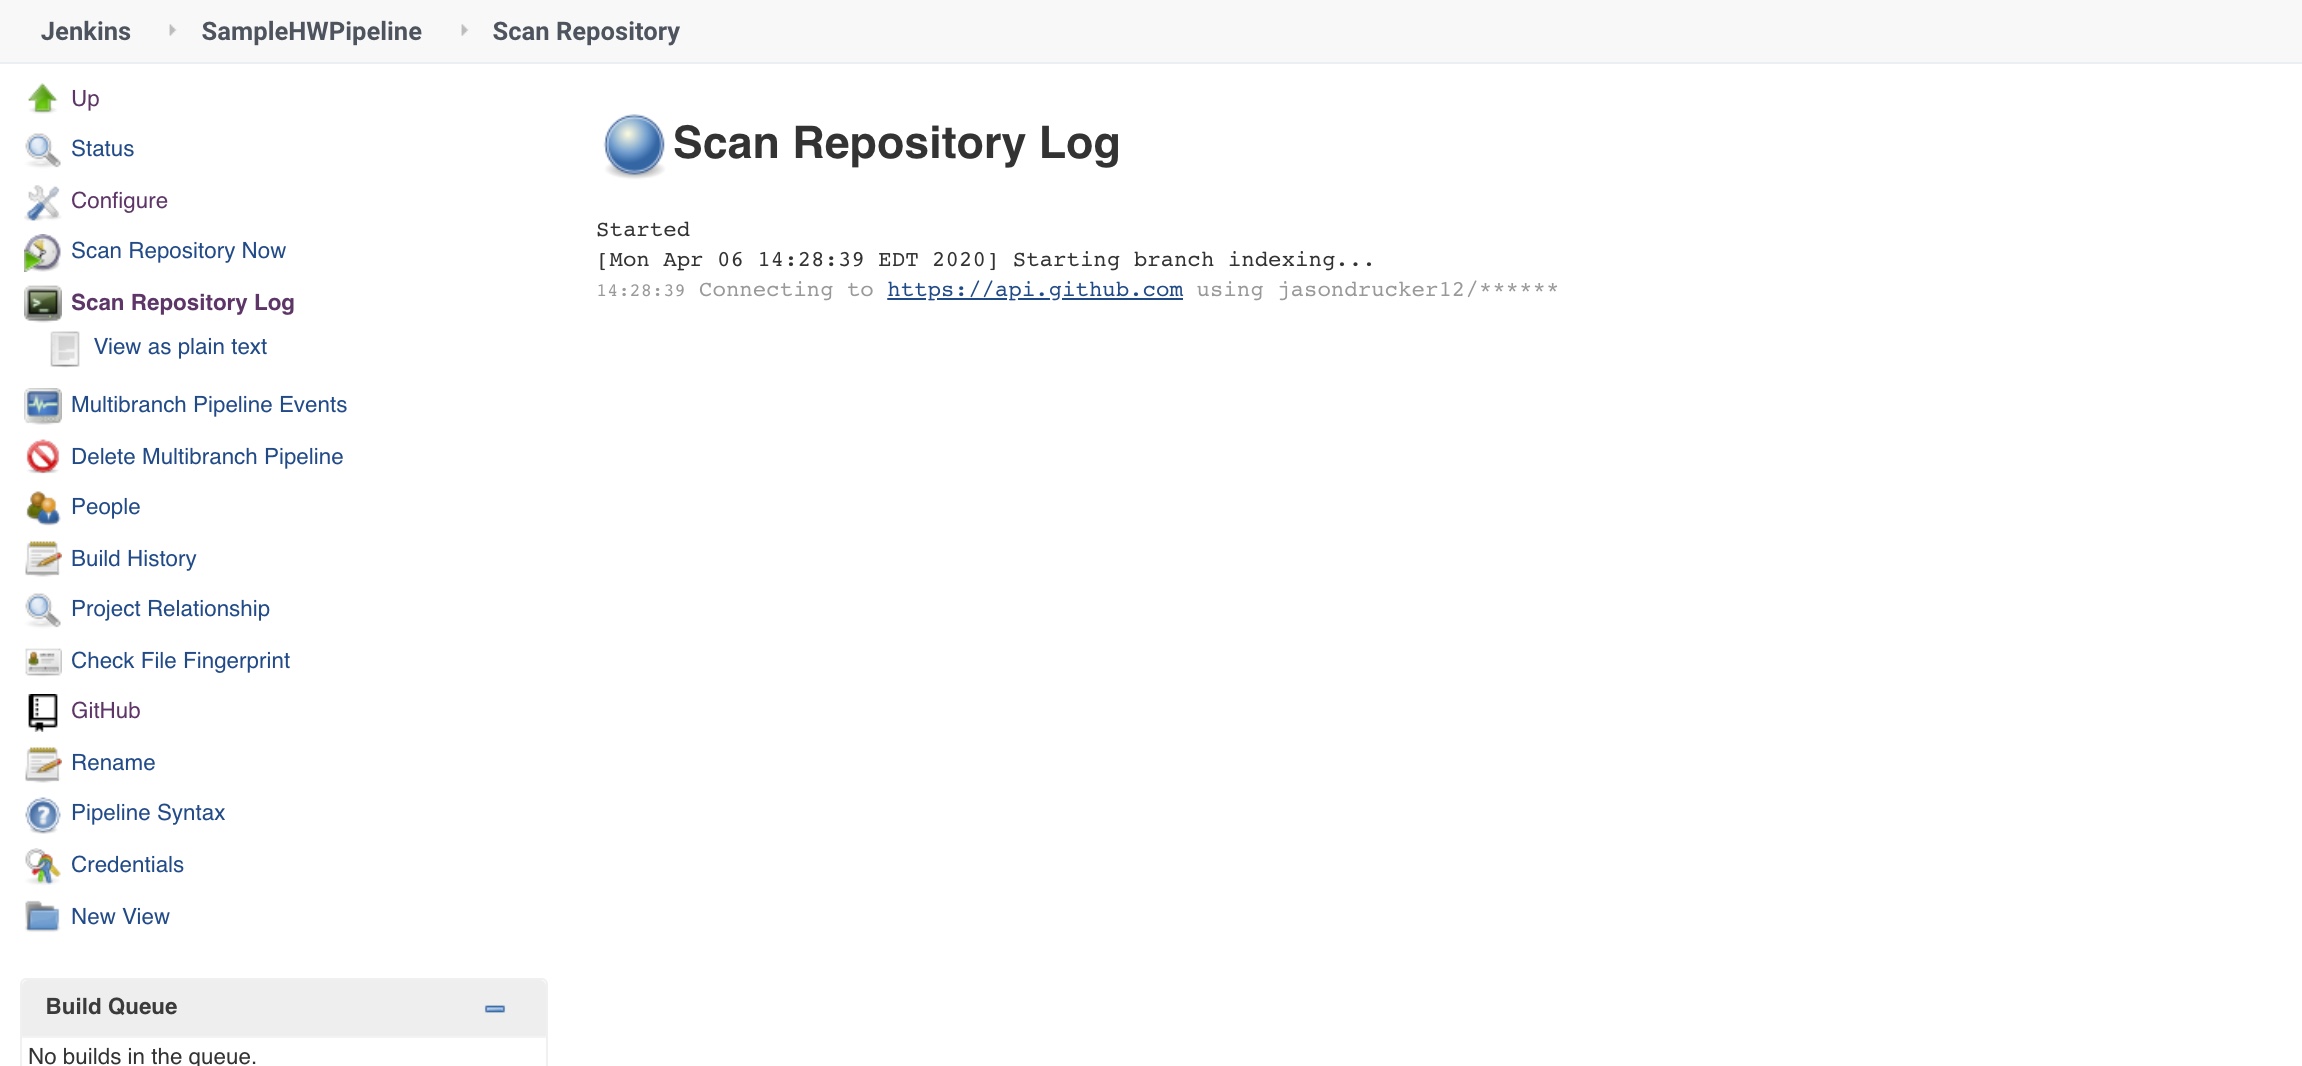 Jenkins SampleHWPipeline Scan Repository
Up
Status
Configure
Scan Repository Now
Scan Repository Log
View as plain text
Multibranch Pipeline Events
Delete Multibranch Pipeline
People
Build History
Project Relationship
Check File Fingerprint
GitHub
Rename
Pipeline Syntax
Credentials
New View
Build Queue
No builds in the queue.
Scan Repository Log
Started
[Mon Apr 06 14:28:39 EDT 2020] Starting branch indexing...
14:28:39 Connecting to https://api.github.com using jasondrucker12/******